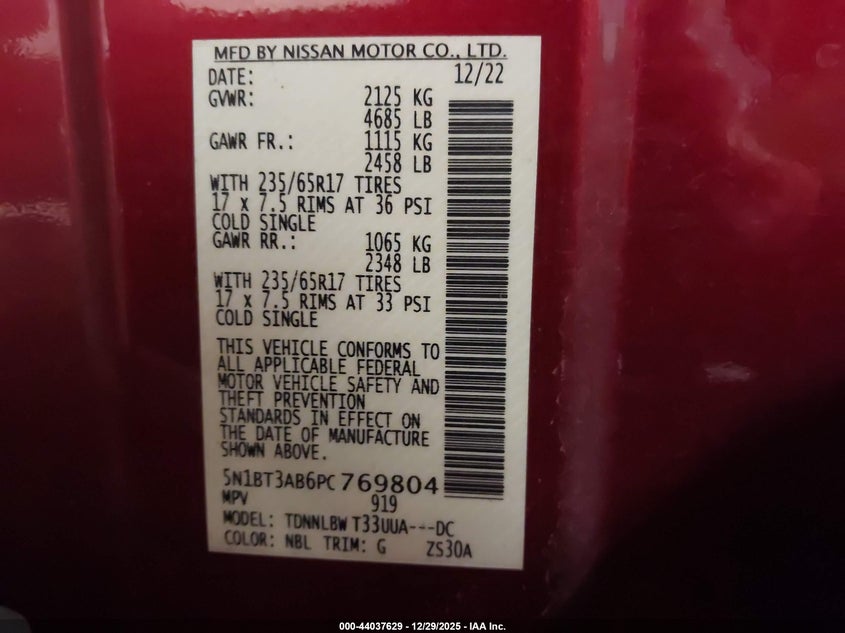 MFD BY NISSAN MOTOR CO., LTD.
DATE: 12/22
GVWR: 2125 KG
4685 LB
GAWR FR.: 1115 KG
2458 LB
WITH 235/65R17 TIRES
17 x 7.5 RIMS AT 36 PSI
COLD SINGLE
GAWR RR.: 1065 KG
2348 LB
WITH 235/65R17 TIRES
17 x 7.5 RIMS AT 33 PSI
COLD SINGLE
THIS VEHICLE CONFORMS TO
ALL APPLICABLE FEDERAL
MOTOR VEHICLE SAFETY AND
THEFT PREVENTION
STANDARDS IN EFFECT ON
THE DATE OF MANUFACTURE
SHOWN ABOVE.
5N1BT3AB6PC769804
MPV 919
MODEL: TDNNLBW T33UUA---DC
COLOR: NBL TRIM: G ZS30A
000-44037629 - 12/29/2025 - IAA Inc.